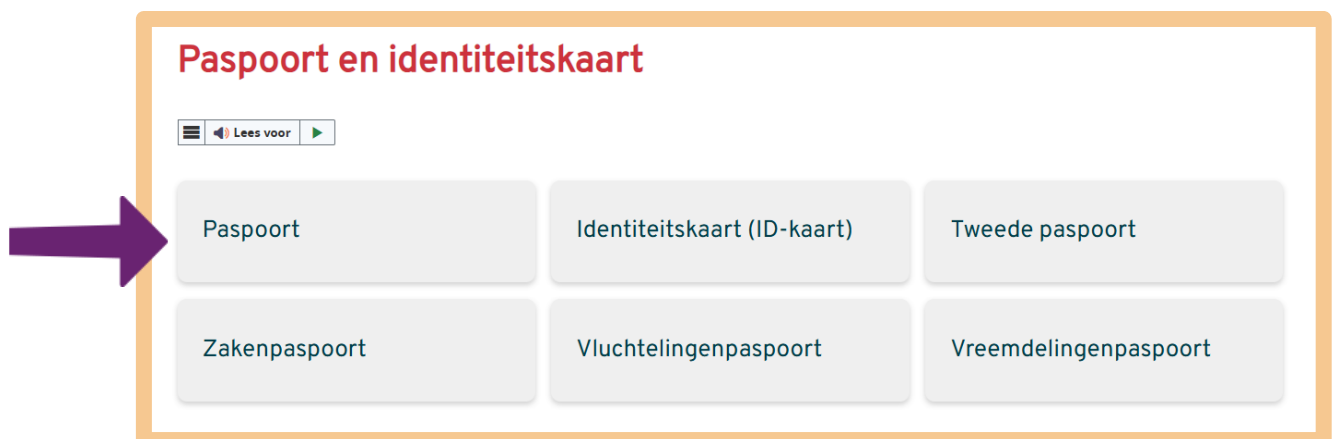 Paspoort en identiteitskaart
Lees voor
Paspoort
Identiteitskaart (ID-kaart)
Tweede paspoort
Zakenpaspoort
Vluchtelingenpaspoort
Vreemdelingenpaspoort